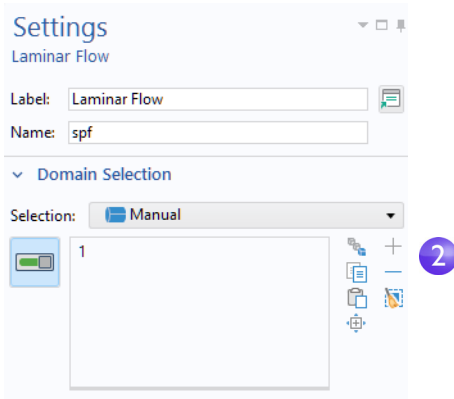 Settings
Laminar Flow
Label: Laminar Flow
Name: spf
Domain Selection
Selection: Manual
1
2